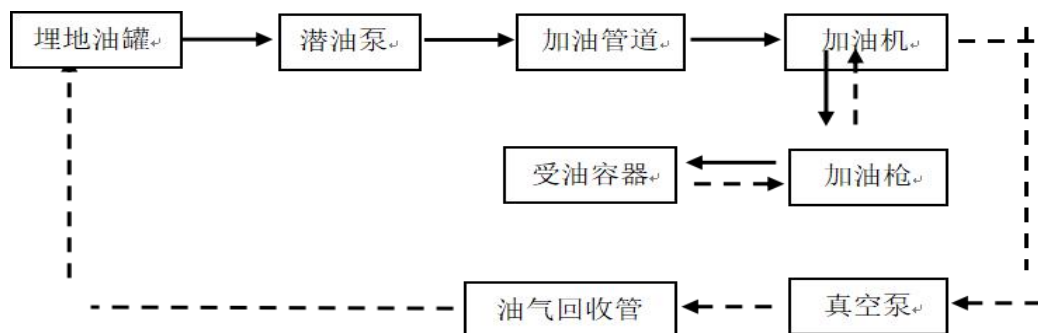 埋地油罐
潜油泵
加油管道
加油机
受油容器
加油枪
油气回收管
真空泵